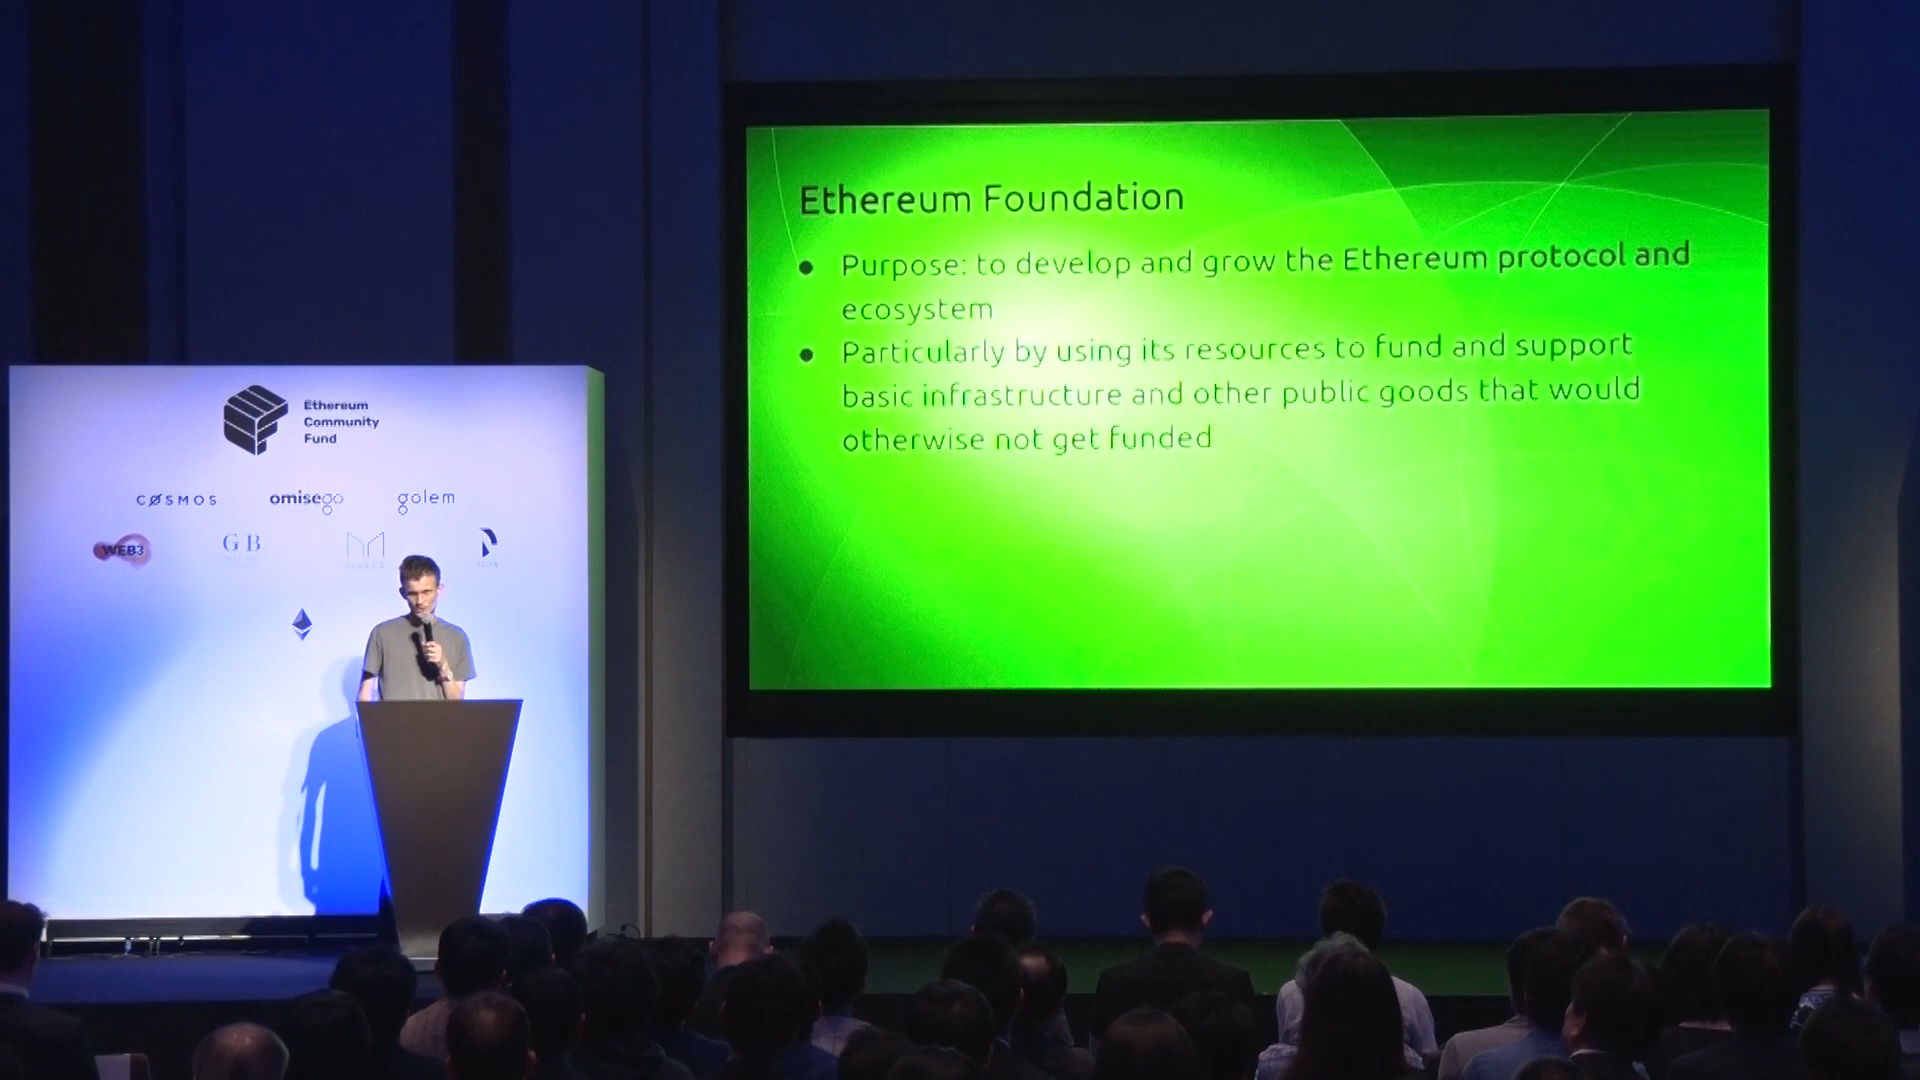 Ethereum Foundation
● Purpose: to develop and grow the Ethereum protocol and
ecosystem
● Particularly by using its resources to fund and support
basic infrastructure and other public goods that would
otherwise not get funded
Ethereum
Community
Fund
CØSMOS
omisego
golem
WEB3
GB
MAKER